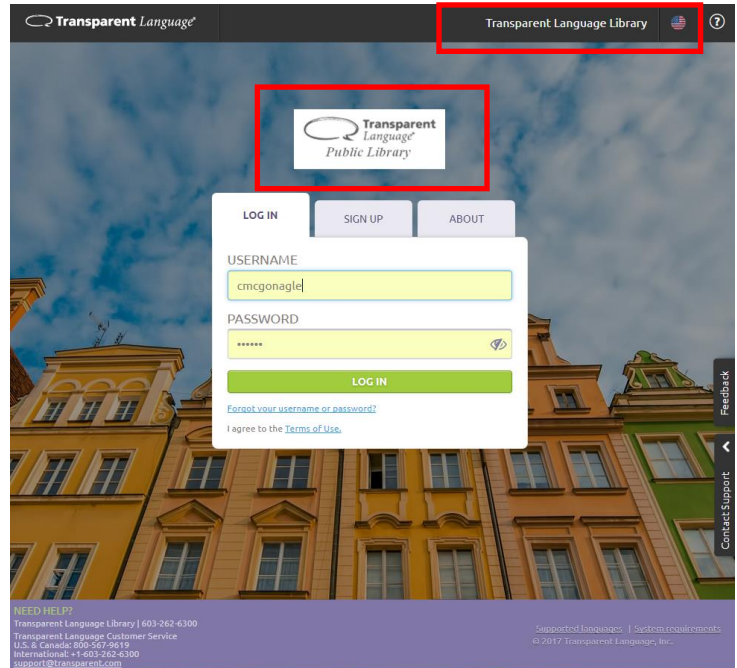 Transparent Language®
Transparent Language Library
?
Transparent
Language®
Public Library
LOG IN
SIGN UP
ABOUT
USERNAME
cmcgonagle
PASSWORD
••••••
LOG IN
Forgot your username or password?
I agree to the Terms of Use.
Feedback
Contact Support
NEED HELP?
Transparent Language Library | 603-262-6300
Transparent Language Customer Service
U.S. & Canada: 800-567-9619
International: +1-603-262-6300
support@transparent.com
Supported languages | System requirements
© 2017 Transparent Language, Inc.